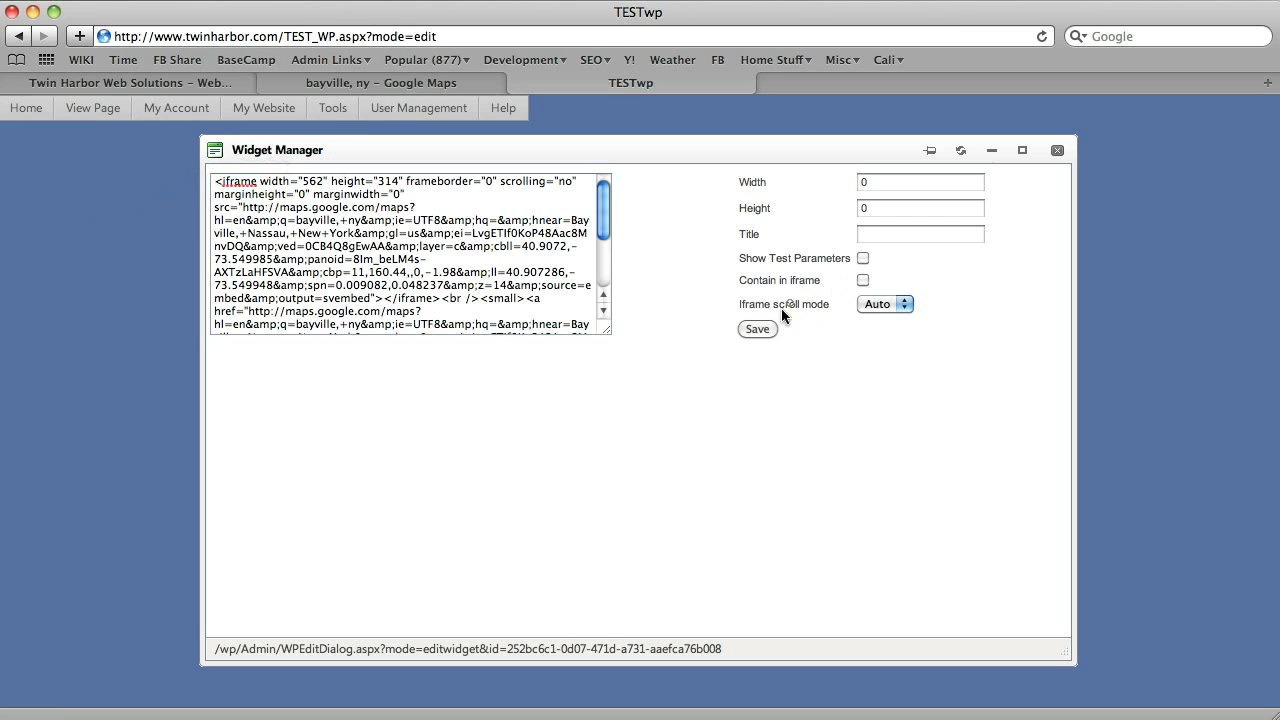 TESTwp
http://www.twinharbor.com/TEST_WP.aspx?mode=edit
Google
WIKI Time FB Share BaseCamp Admin Links▾ Popular (877)▾ Development▾ SEO▾ Y! Weather FB Home Stuff▾ Misc▾ Cali▾
Twin Harbor Web Solutions – Web... bayville, ny – Google Maps TESTwp
Home View Page My Account My Website Tools User Management Help
Widget Manager
<iframe width="562" height="314" frameborder="0" scrolling="no"
marginheight="0" marginwidth="0"
src="http://maps.google.com/maps?
hl=en&amp;q=bayville,+ny&amp;ie=UTF8&amp;hq=&amp;hnear=Bay
ville,+Nassau,+New+York&amp;gl=us&amp;ei=LvgETIf0KoP48Aac8M
nvDQ&amp;ved=0CB4Q8gEwAA&amp;layer=c&amp;cbll=40.9072,-
73.549985&amp;panoid=8Im_beLM4s-
AXTzLaHFSVA&amp;cbp=11,160.44,,0,-1.98&amp;ll=40.907286,-
73.549948&amp;spn=0.009082,0.048237&amp;z=14&amp;source=e
mbed&amp;output=svembed"></iframe><br /><small><a
href="http://maps.google.com/maps?
hl=en&amp;q=bayville,+ny&amp;ie=UTF8&amp;hq=&amp;hnear=Bay
Width 0
Height 0
Title
Show Test Parameters
Contain in iframe
Iframe scroll mode Auto
Save
/wp/Admin/WPEditDialog.aspx?mode=editwidget&id=252bc6c1-0d07-471d-a731-aaefca76b008